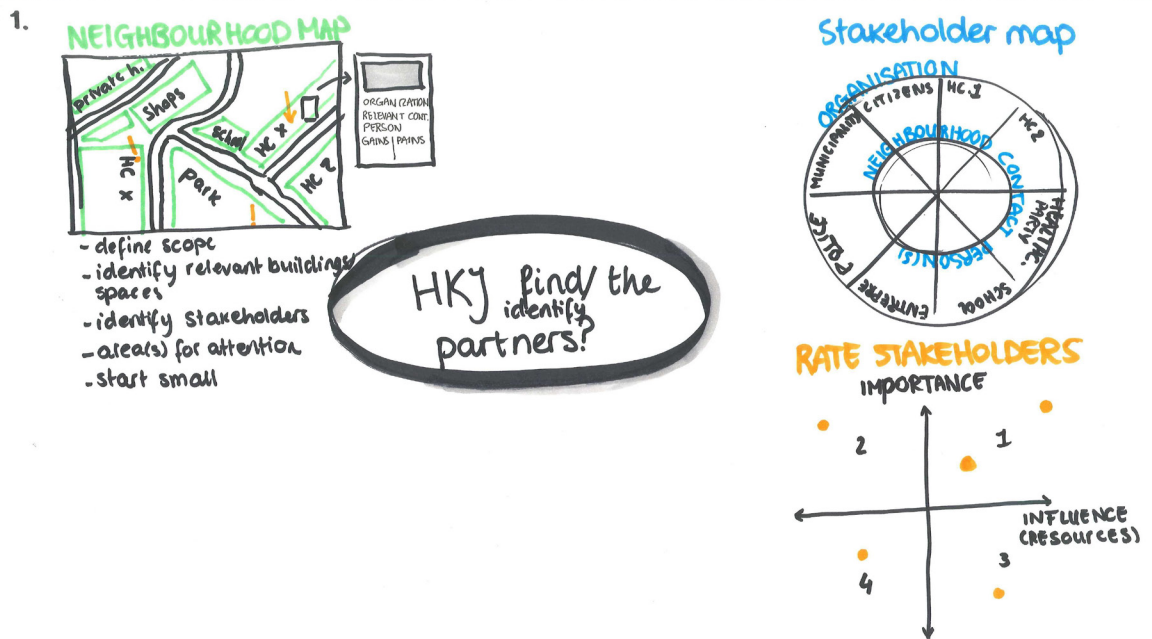 1.
NEIGHBOURHOOD MAP
private h.
Shops
School
HC X
HC X
Park
HC 2
ORGANIZATION
RELEVANT CONT.
PERSON
GAINS | PAINS
- define scope
- identify relevant buildings/
spaces
- identify stakeholders
- area(s) for attention
- start small
HKJ find/ the
identify
partners?
Stakeholder map
ORGANISATION
NEIGHBOURHOOD CONTACT PERSON(S)
CITIZENS
HC.1
HC 2
HEALTHC.
PARTY
SCHOOL
ENTREPRE
POLICE
MUNICIPALITY
RATE STAKEHOLDERS
IMPORTANCE
2
1
INFLUENCE
(RESOURCES)
3
4